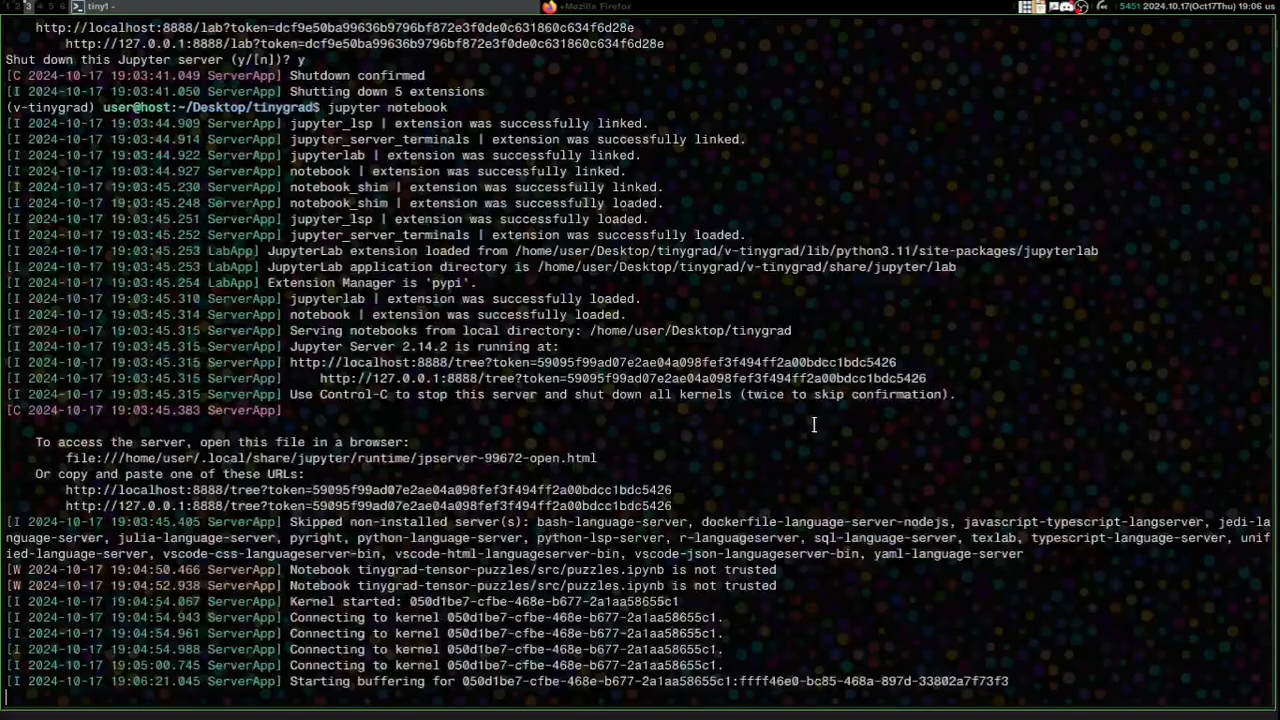 1 2 3 4 5 6 7 tiny1 - +Mozilla Firefox 5451 2024.10.17(Oct17Thu) 19:06 us
http://localhost:8888/lab?token=dcf9e50ba99636b9796bf3e3f0de0c631860c634f6d28e
http://127.0.0.1:8888/lab?token=dcf9e50ba99636b9796bf3e3f0de0c631860c634f6d28e
Shut down this Jupyter server (y/[n])? y
[C 2024-10-17 19:03:41.049 ServerApp] Shutdown confirmed
[I 2024-10-17 19:03:41.050 ServerApp] Shutting down 5 extensions
(v-tinygrad) user@host:~/Desktop/tinygrad$ jupyter notebook
[I 2024-10-17 19:03:44.909 ServerApp] jupyter_lsp | extension was successfully linked.
[I 2024-10-17 19:03:44.914 ServerApp] jupyter_server_terminals | extension was successfully linked.
[I 2024-10-17 19:03:44.922 ServerApp] jupyterlab | extension was successfully linked.
[I 2024-10-17 19:03:44.927 ServerApp] notebook | extension was successfully linked.
[I 2024-10-17 19:03:45.230 ServerApp] notebook_shim | extension was successfully linked.
[I 2024-10-17 19:03:45.248 ServerApp] notebook_shim | extension was successfully loaded.
[I 2024-10-17 19:03:45.251 ServerApp] jupyter_lsp | extension was successfully loaded.
[I 2024-10-17 19:03:45.252 ServerApp] jupyter_server_terminals | extension was successfully loaded.
[I 2024-10-17 19:03:45.253 LabApp] JupyterLab extension loaded from /home/user/Desktop/tinygrad/v-tinygrad/lib/python3.11/site-packages/jupyterlab
[I 2024-10-17 19:03:45.253 LabApp] JupyterLab application directory is /home/user/Desktop/tinygrad/v-tinygrad/share/jupyter/lab
[I 2024-10-17 19:03:45.254 LabApp] Extension Manager is 'pypi'.
[I 2024-10-17 19:03:45.310 ServerApp] jupyterlab | extension was successfully loaded.
[I 2024-10-17 19:03:45.314 ServerApp] notebook | extension was successfully loaded.
[I 2024-10-17 19:03:45.315 ServerApp] Serving notebooks from local directory: /home/user/Desktop/tinygrad
[I 2024-10-17 19:03:45.315 ServerApp] Jupyter Server 2.14.2 is running at:
[I 2024-10-17 19:03:45.315 ServerApp] http://localhost:8888/tree?token=59095f99ad07e2ae04a098fef3f494ff2a00bdcc1bdc5426
[I 2024-10-17 19:03:45.315 ServerApp] http://127.0.0.1:8888/tree?token=59095f99ad07e2ae04a098fef3f494ff2a00bdcc1bdc5426
[I 2024-10-17 19:03:45.315 ServerApp] Use Control-C to stop this server and shut down all kernels (twice to skip confirmation).
[C 2024-10-17 19:03:45.383 ServerApp]
To access the server, open this file in a browser:
file:///home/user/.local/share/jupyter/runtime/jpserver-99672-open.html
Or copy and paste one of these URLs:
http://localhost:8888/tree?token=59095f99ad07e2ae04a098fef3f494ff2a00bdcc1bdc5426
http://127.0.0.1:8888/tree?token=59095f99ad07e2ae04a098fef3f494ff2a00bdcc1bdc5426
[I 2024-10-17 19:03:45.405 ServerApp] Skipped non-installed server(s): bash-language-server, dockerfile-language-server-nodejs, javascript-typescript-langserver, jedi-la
nguage-server, julia-language-server, pyright, python-language-server, python-lsp-server, r-languageserver, sql-language-server, texlab, typescript-language-server, unif
ied-language-server, vscode-css-languageserver-bin, vscode-html-languageserver-bin, vscode-json-languageserver-bin, yaml-language-server
[W 2024-10-17 19:04:50.466 ServerApp] Notebook tinygrad-tensor-puzzles/src/puzzles.ipynb is not trusted
[W 2024-10-17 19:04:52.938 ServerApp] Notebook tinygrad-tensor-puzzles/src/puzzles.ipynb is not trusted
[I 2024-10-17 19:04:54.067 ServerApp] Kernel started: 050d1be7-cfbe-468e-b677-2a1aa58655c1
[I 2024-10-17 19:04:54.943 ServerApp] Connecting to kernel 050d1be7-cfbe-468e-b677-2a1aa58655c1.
[I 2024-10-17 19:04:54.961 ServerApp] Connecting to kernel 050d1be7-cfbe-468e-b677-2a1aa58655c1.
[I 2024-10-17 19:04:54.988 ServerApp] Connecting to kernel 050d1be7-cfbe-468e-b677-2a1aa58655c1.
[I 2024-10-17 19:05:00.745 ServerApp] Connecting to kernel 050d1be7-cfbe-468e-b677-2a1aa58655c1.
[I 2024-10-17 19:06:21.045 ServerApp] Starting buffering for 050d1be7-cfbe-468e-b677-2a1aa58655c1:ffff46e0-bc85-468a-897d-33802a7f73f3